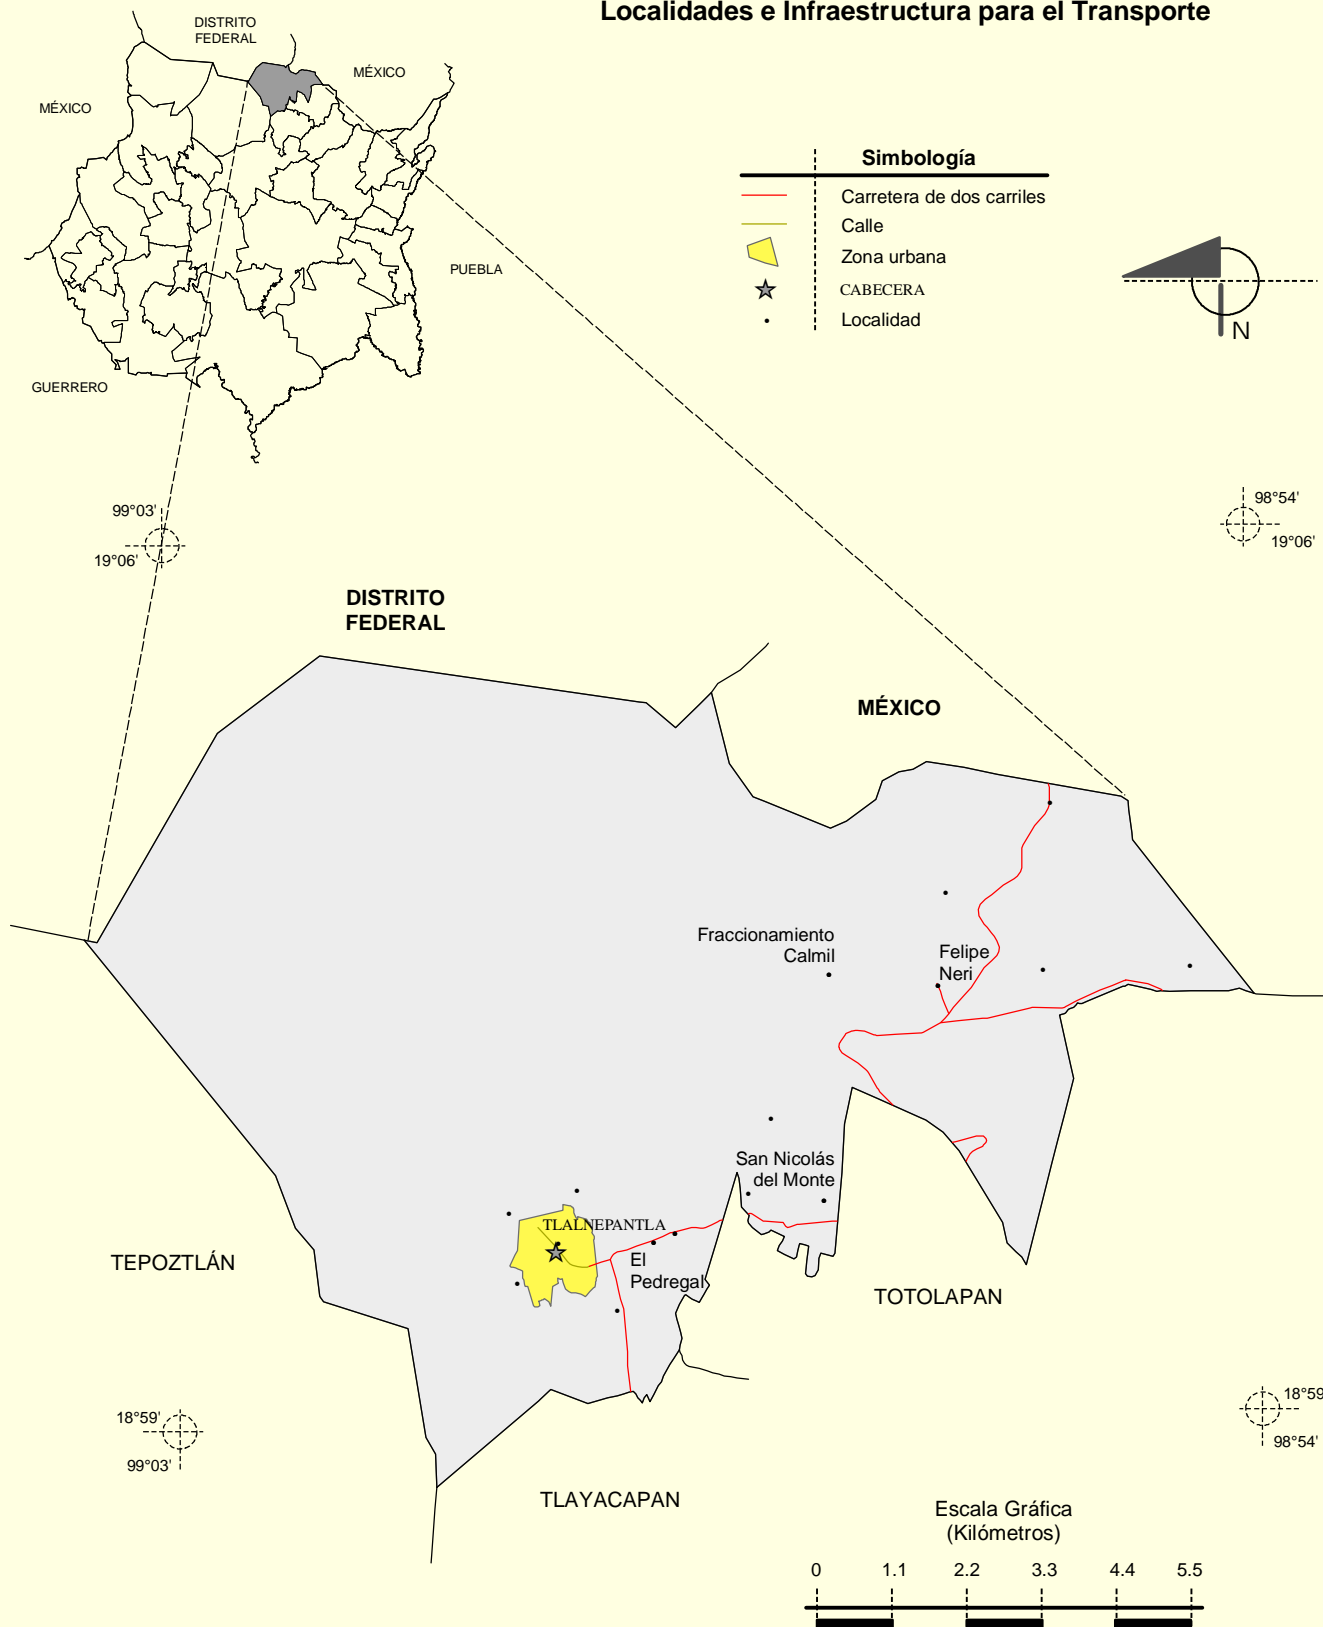 Localidades e Infraestructura para el Transporte
DISTRITO
FEDERAL
MÉXICO
MÉXICO
PUEBLA
GUERRERO
Simbología
Carretera de dos carriles
Calle
Zona urbana
CABECERA
Localidad
N
99°03'
19°06'
98°54'
19°06'
DISTRITO
FEDERAL
MÉXICO
Fraccionamiento
Calmil
Felipe
Neri
San Nicolás
del Monte
TLALNEPANTLA
El
Pedregal
TEPOZTLÁN
TOTOLAPAN
18°59'
99°03'
18°59
98°54'
TLAYACAPAN
Escala Gráfica
(Kilómetros)
0 1.1 2.2 3.3 4.4 5.5